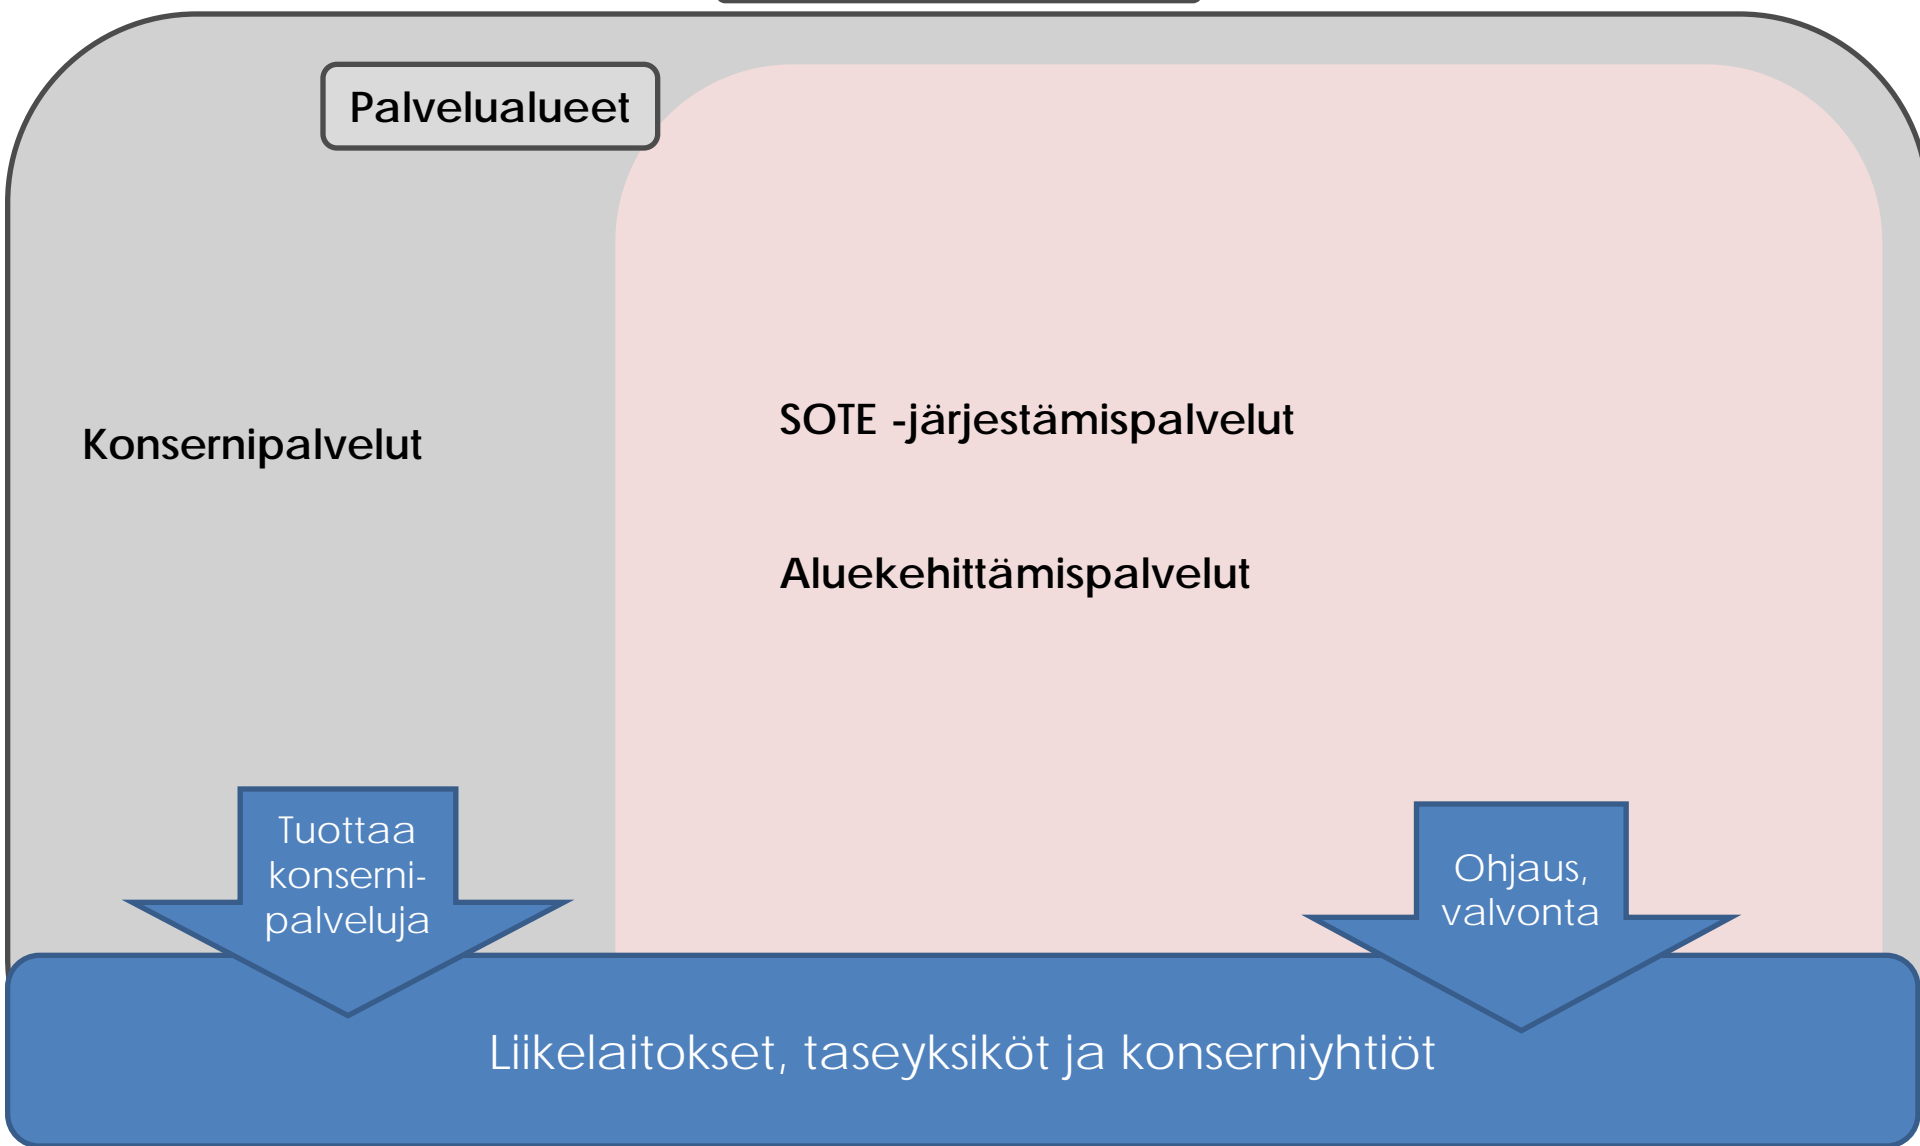 Palvelualueet
Konsernipalvelut
SOTE -järjestämispalvelut
Aluekehittämispalvelut
Tuottaa
konserni-
palveluja
Ohjaus,
valvonta
Liikelaitokset, taseyksiköt ja konserniyhtiöt